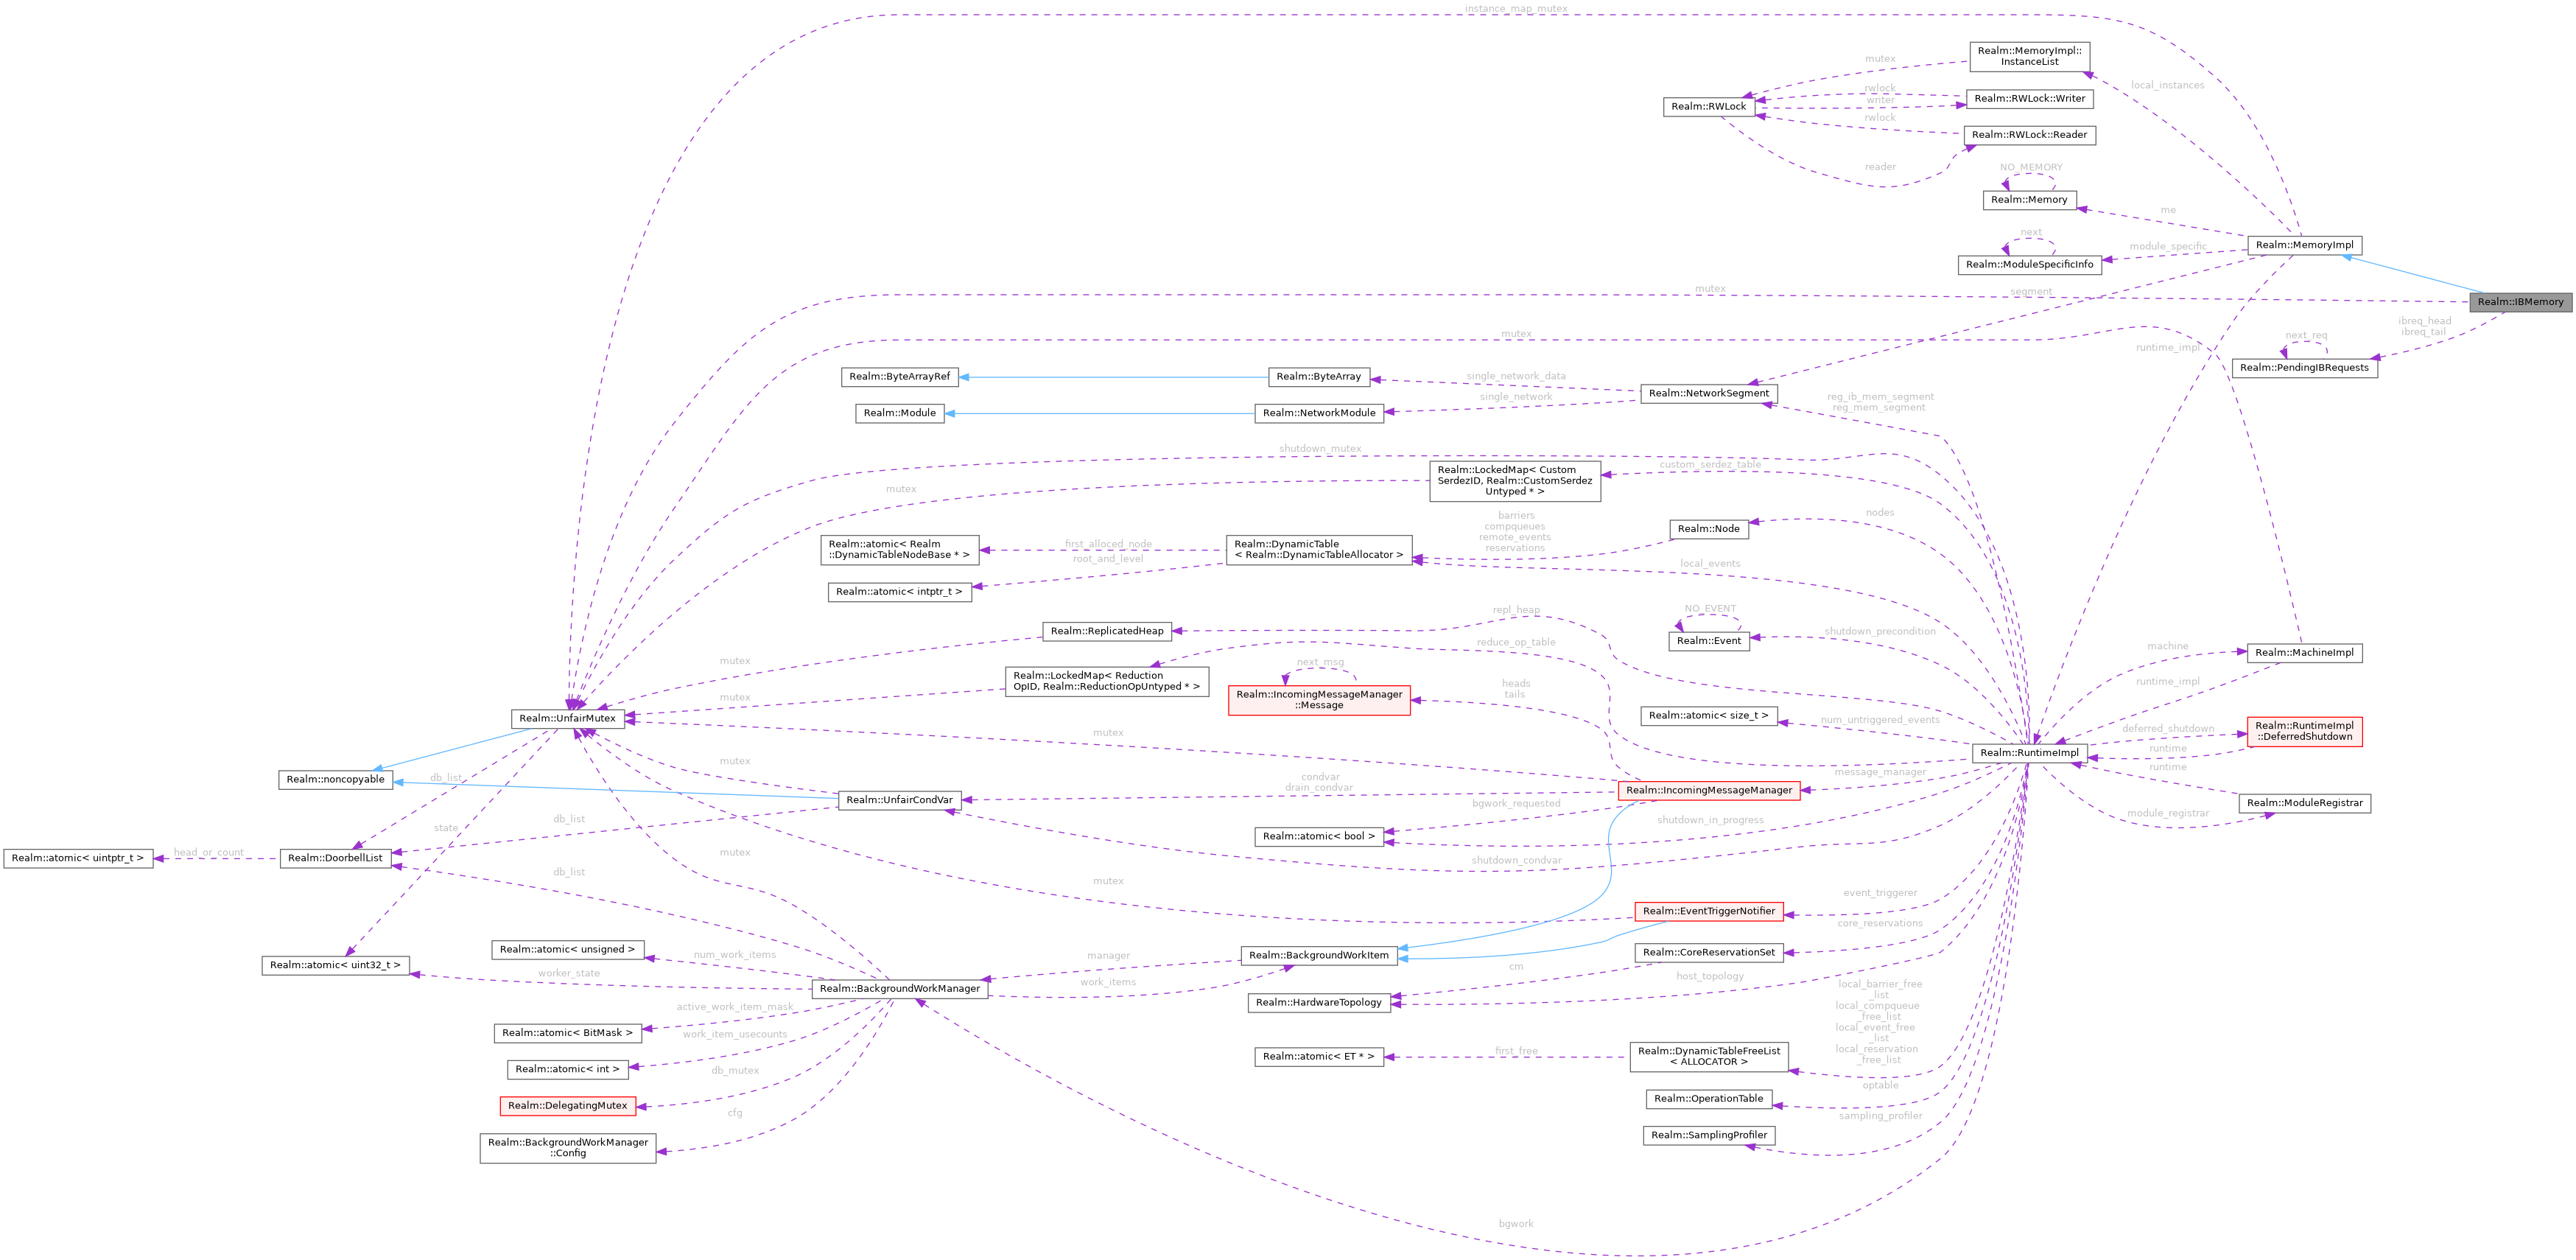 instance_map_mutex
Realm::MemoryImpl::
InstanceList
mutex
local_instances
rwlock
Realm::RWLock::Writer
writer
Realm::RWLock
rwlock
Realm::RWLock::Reader
reader
NO_MEMORY
Realm::Memory
me
next
module_specific
Realm::MemoryImpl
Realm::ModuleSpecificInfo
mutex
segment
Realm::IBMemory
ibreq_head
ibreq_tail
mutex
next_req
runtime_impl
Realm::PendingIBRequests
Realm::ByteArrayRef
Realm::ByteArray
single_network_data
Realm::NetworkSegment
single_network
reg_ib_mem_segment
reg_mem_segment
Realm::Module
Realm::NetworkModule
shutdown_mutex
custom_serdez_table
Realm::LockedMap< Custom
SerdezID, Realm::CustomSerdez
Untyped * >
mutex
nodes
barriers
compqueues
remote_events
reservations
Realm::Node
Realm::atomic< Realm
::DynamicTableNodeBase * >
first_alloced_node
root_and_level
Realm::DynamicTable
< Realm::DynamicTableAllocator >
local_events
Realm::atomic< intptr_t >
repl_heap
NO_EVENT
Realm::ReplicatedHeap
shutdown_precondition
Realm::Event
reduce_op_table
machine
Realm::MachineImpl
mutex
next_msg
Realm::LockedMap< Reduction
OpID, Realm::ReductionOpUntyped * >
runtime_impl
heads
tails
Realm::IncomingMessageManager
::Message
mutex
Realm::UnfairMutex
Realm::atomic< size_t >
num_untriggered_events
deferred_shutdown
Realm::RuntimeImpl
::DeferredShutdown
mutex
Realm::RuntimeImpl
runtime
mutex
runtime
Realm::noncopyable
db_list
condvar
drain_condvar
message_manager
Realm::IncomingMessageManager
Realm::UnfairCondVar
bgwork_requested
Realm::ModuleRegistrar
module_registrar
db_list
shutdown_in_progress
state
Realm::atomic< bool >
mutex
head_or_count
Realm::atomic< uintptr_t >
Realm::DoorbellList
shutdown_condvar
db_list
mutex
event_triggerer
Realm::EventTriggerNotifier
core_reservations
Realm::atomic< unsigned >
num_work_items
manager
Realm::BackgroundWorkItem
Realm::CoreReservationSet
Realm::atomic< uint32_t >
worker_state
cm
host_topology
Realm::BackgroundWorkManager
work_items
Realm::HardwareTopology
local_barrier_free
_list
local_compqueue
_free_list
local_event_free
_list
local_reservation
_free_list
active_work_item_mask
Realm::atomic< BitMask >
work_item_usecounts
Realm::atomic< ET * >
first_free
Realm::DynamicTableFreeList
< ALLOCATOR >
Realm::atomic< int >
db_mutex
optable
Realm::OperationTable
Realm::DelegatingMutex
cfg
sampling_profiler
Realm::SamplingProfiler
Realm::BackgroundWorkManager
::Config
bgwork